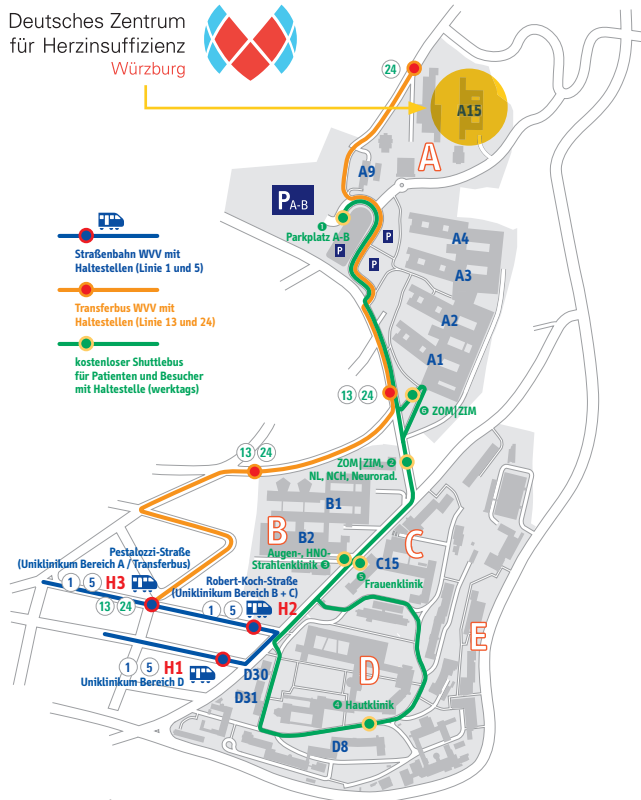 Deutsches Zentrum
für Herzinsuffizienz
Würzburg
24
A15
A
A9
P A-B
1
Parkplatz A-B
P
P
P
A4
A3
A2
A1
Straßenbahn WVV mit
Haltestellen (Linie 1 und 5)
Transferbus WVV mit
Haltestellen (Linie 13 und 24)
kostenloser Shuttlebus
für Patienten und Besucher
mit Haltestelle (werktags)
13 24
6 ZOM|ZIM
13 24
ZOM|ZIM, 2
NL, NCH, Neurorad.
B1
B
B2
C
Augen-, HNO-
Strahlenklinik 3
C15
5
Frauenklinik
Pestalozzi-Straße
(Uniklinikum Bereich A / Transferbus)
1 5 H3
13 24
Robert-Koch-Straße
(Uniklinikum Bereich B + C)
1 5 H2
E
1 5 H1
Uniklinikum Bereich D
D30
D31
D
4 Hautklinik
D8